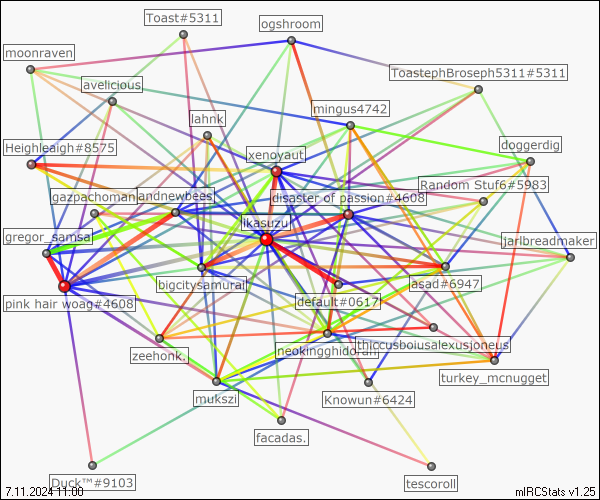 Toast#5311
ogshroom
moonraven
ToastephBroseph5311#5311
avelicious
mingus4742
lahnk
doggerdig
Heighleaigh#8575
xenoyaut
Random Stuf6#5983
gazpachoman
andnewbees
disaster of passion#4608
likasuzu
gregor_samsa
jarlbreadmaker
bigcitysamurai
asad#6947
pink hair woag#4608
default#0617
zeehonk.
neokingghidorah
thiccusboiusalexusjoneus
turkey_mcnugget
mukszi
Knowun#6424
facadas.
Duck™#9103
tescoroll
7.11.2024 11:00
mIRCStats v1.25